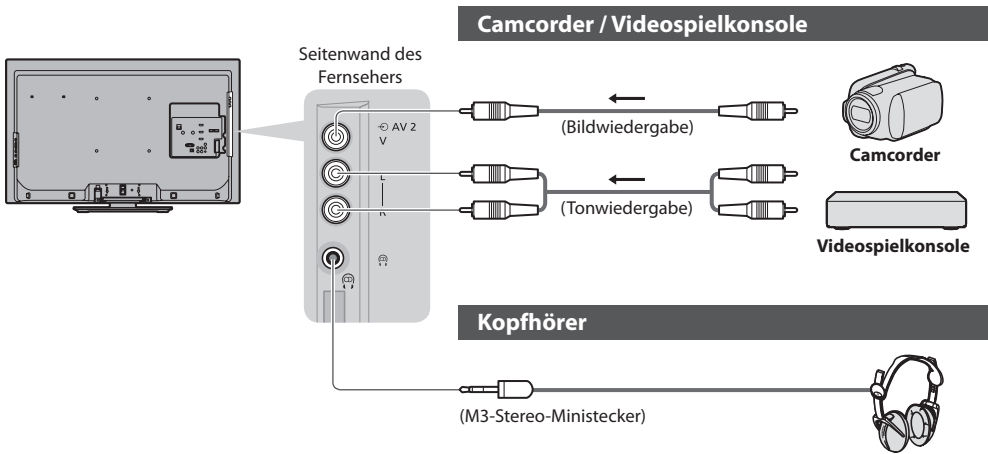 Camcorder / Videospielkonsole
Seitenwand des
Fernsehers
AV 2
V
L
R
(Bildwiedergabe)
(Tonwiedergabe)
Camcorder
Videospielkonsole
Kopfhörer
(M3-Stereo-Ministecker)